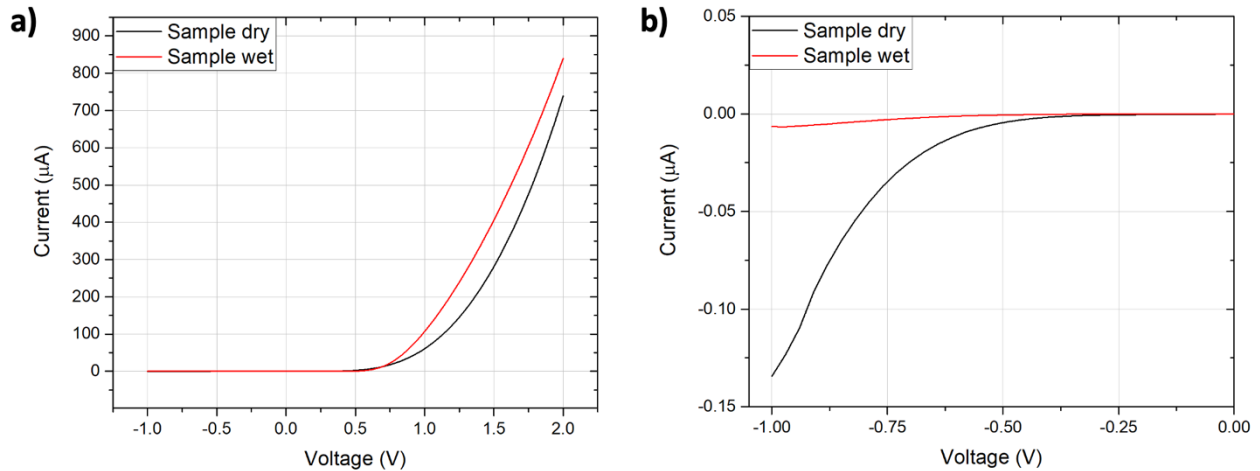 a)
Sample dry
Sample wet
900
800
700
600
500
400
300
200
100
0
Current (μA)
-1.0 -0.5 0.0 0.5 1.0 1.5 2.0
Voltage (V)
b)
Sample dry
Sample wet
0.05
0.00
-0.05
-0.10
-0.15
Current (μA)
-1.00 -0.75 -0.50 -0.25 0.00
Voltage (V)